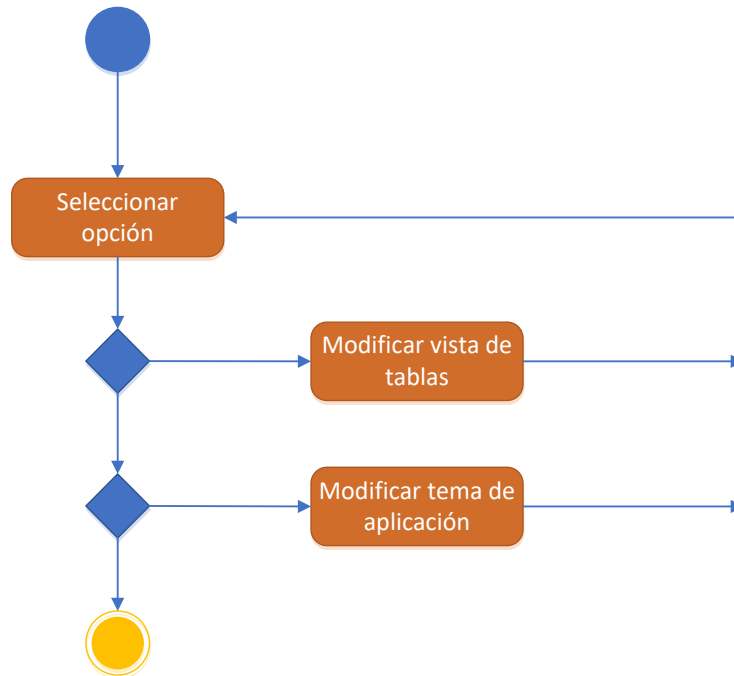 Seleccionar
opción
Modificar vista de
tablas
Modificar tema de
aplicación